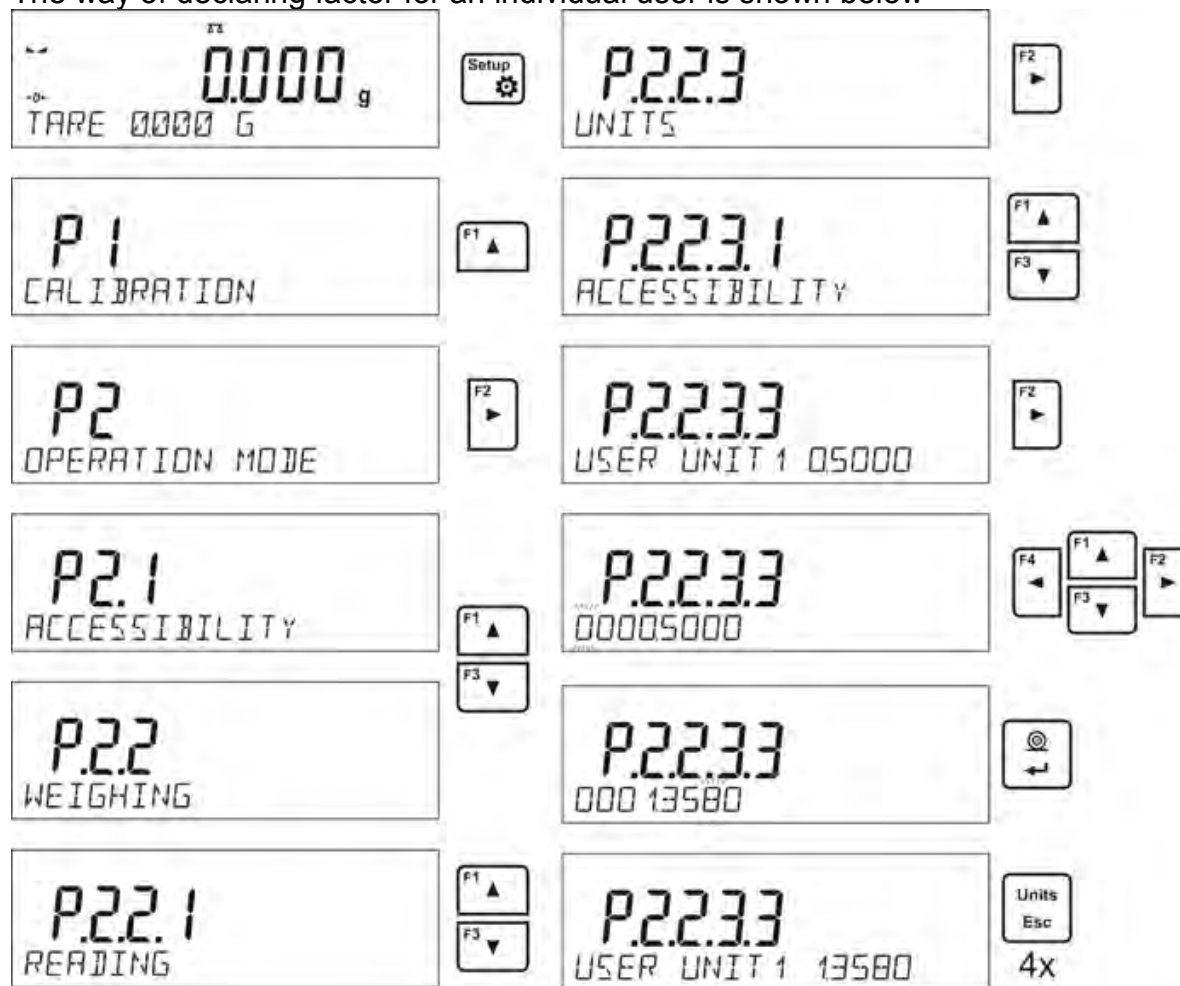 The way of declaring factor for an individual user is shown below
-0-
0.000 g
TARE 0.000 G
Setup
P1
CALIBRATION
F1
P2
OPERATION MODE
F2
P2.1
ACCESSIBILITY
F1
F3
P.2.2
WEIGHING
P.2.2.1
READING
F1
F3
P.2.2.3
UNITS
F2
P.2.2.3.1
ACCESSIBILITY
F1
F3
P.2.2.3.3
USER UNIT 1 0.5000
F2
P.2.2.3.3
0000.5000
F4
F1
F2
F3
P.2.2.3.3
0001.3580
P.2.2.3.3
USER UNIT 1 1.3580
Units
Esc
4x